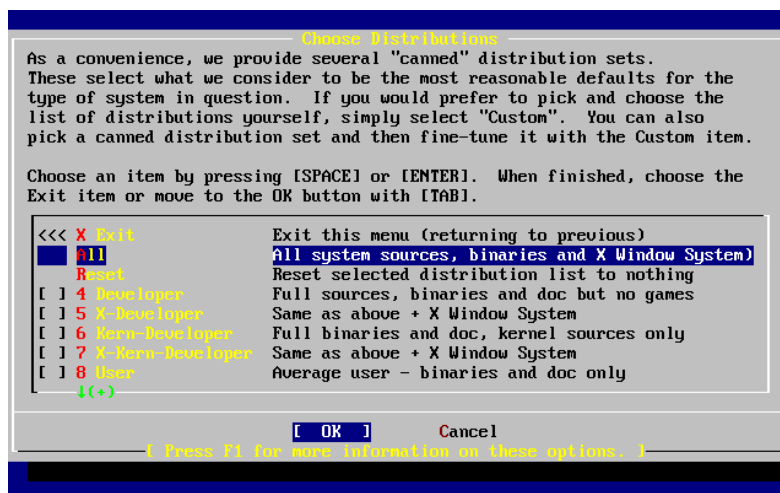 Choose Distributions
As a convenience, we provide several "canned" distribution sets.
These select what we consider to be the most reasonable defaults for the
type of system in question.  If you would prefer to pick and choose the
list of distributions yourself, simply select "Custom".  You can also
pick a canned distribution set and then fine-tune it with the Custom item.
Choose an item by pressing [SPACE] or [ENTER].  When finished, choose the
Exit item or move to the OK button with [TAB].
<<< X Exit Exit this menu (returning to previous)
All All system sources, binaries and X Window System)
Reset Reset selected distribution list to nothing
[ ] 4 Developer Full sources, binaries and doc but no games
[ ] 5 X-Developer Same as above + X Window System
[ ] 6 Kern-Developer Full binaries and doc, kernel sources only
[ ] 7 X-Kern-Developer Same as above + X Window System
[ ] 8 User Average user - binaries and doc only
↓(+)
[ OK ] Cancel
[ Press F1 for more information on these options. ]